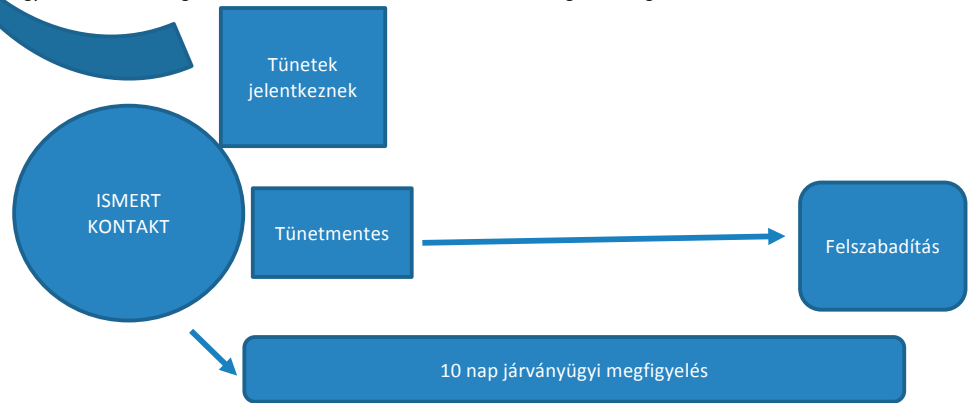 Tünetek
jelentkeznek
ISMERT
KONTAKT
Tünetmentes
Felszabadítás
10 nap járványügyi megfigyelés